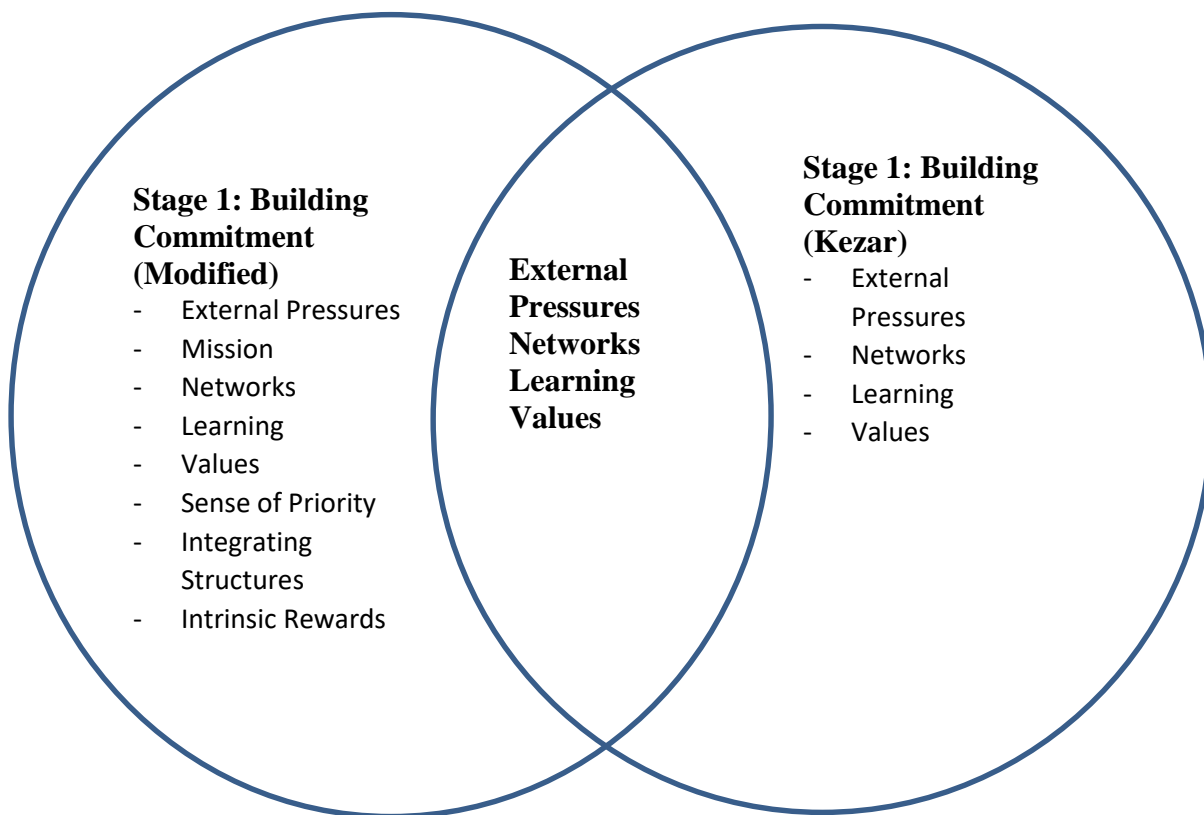 Stage 1: Building
Commitment
(Modified)
- External Pressures
- Mission
- Networks
- Learning
- Values
- Sense of Priority
- Integrating
Structures
- Intrinsic Rewards
External
Pressures
Networks
Learning
Values
Stage 1: Building
Commitment
(Kezar)
- External
Pressures
- Networks
- Learning
- Values